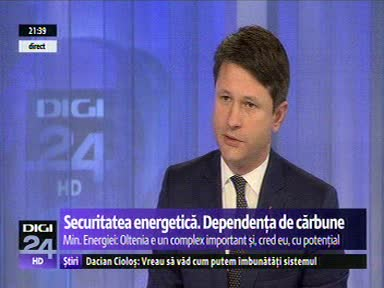 21:39
direct
DIGI
24
HD
Securitatea energetică. Dependența de cărbune
Min. Energiei: Oltenia e un complex important și, cred eu, cu potențial
DIGI
24
HD
Știri
Dacian Cioloș: Vreau să văd cum putem îmbunătăți sistemul